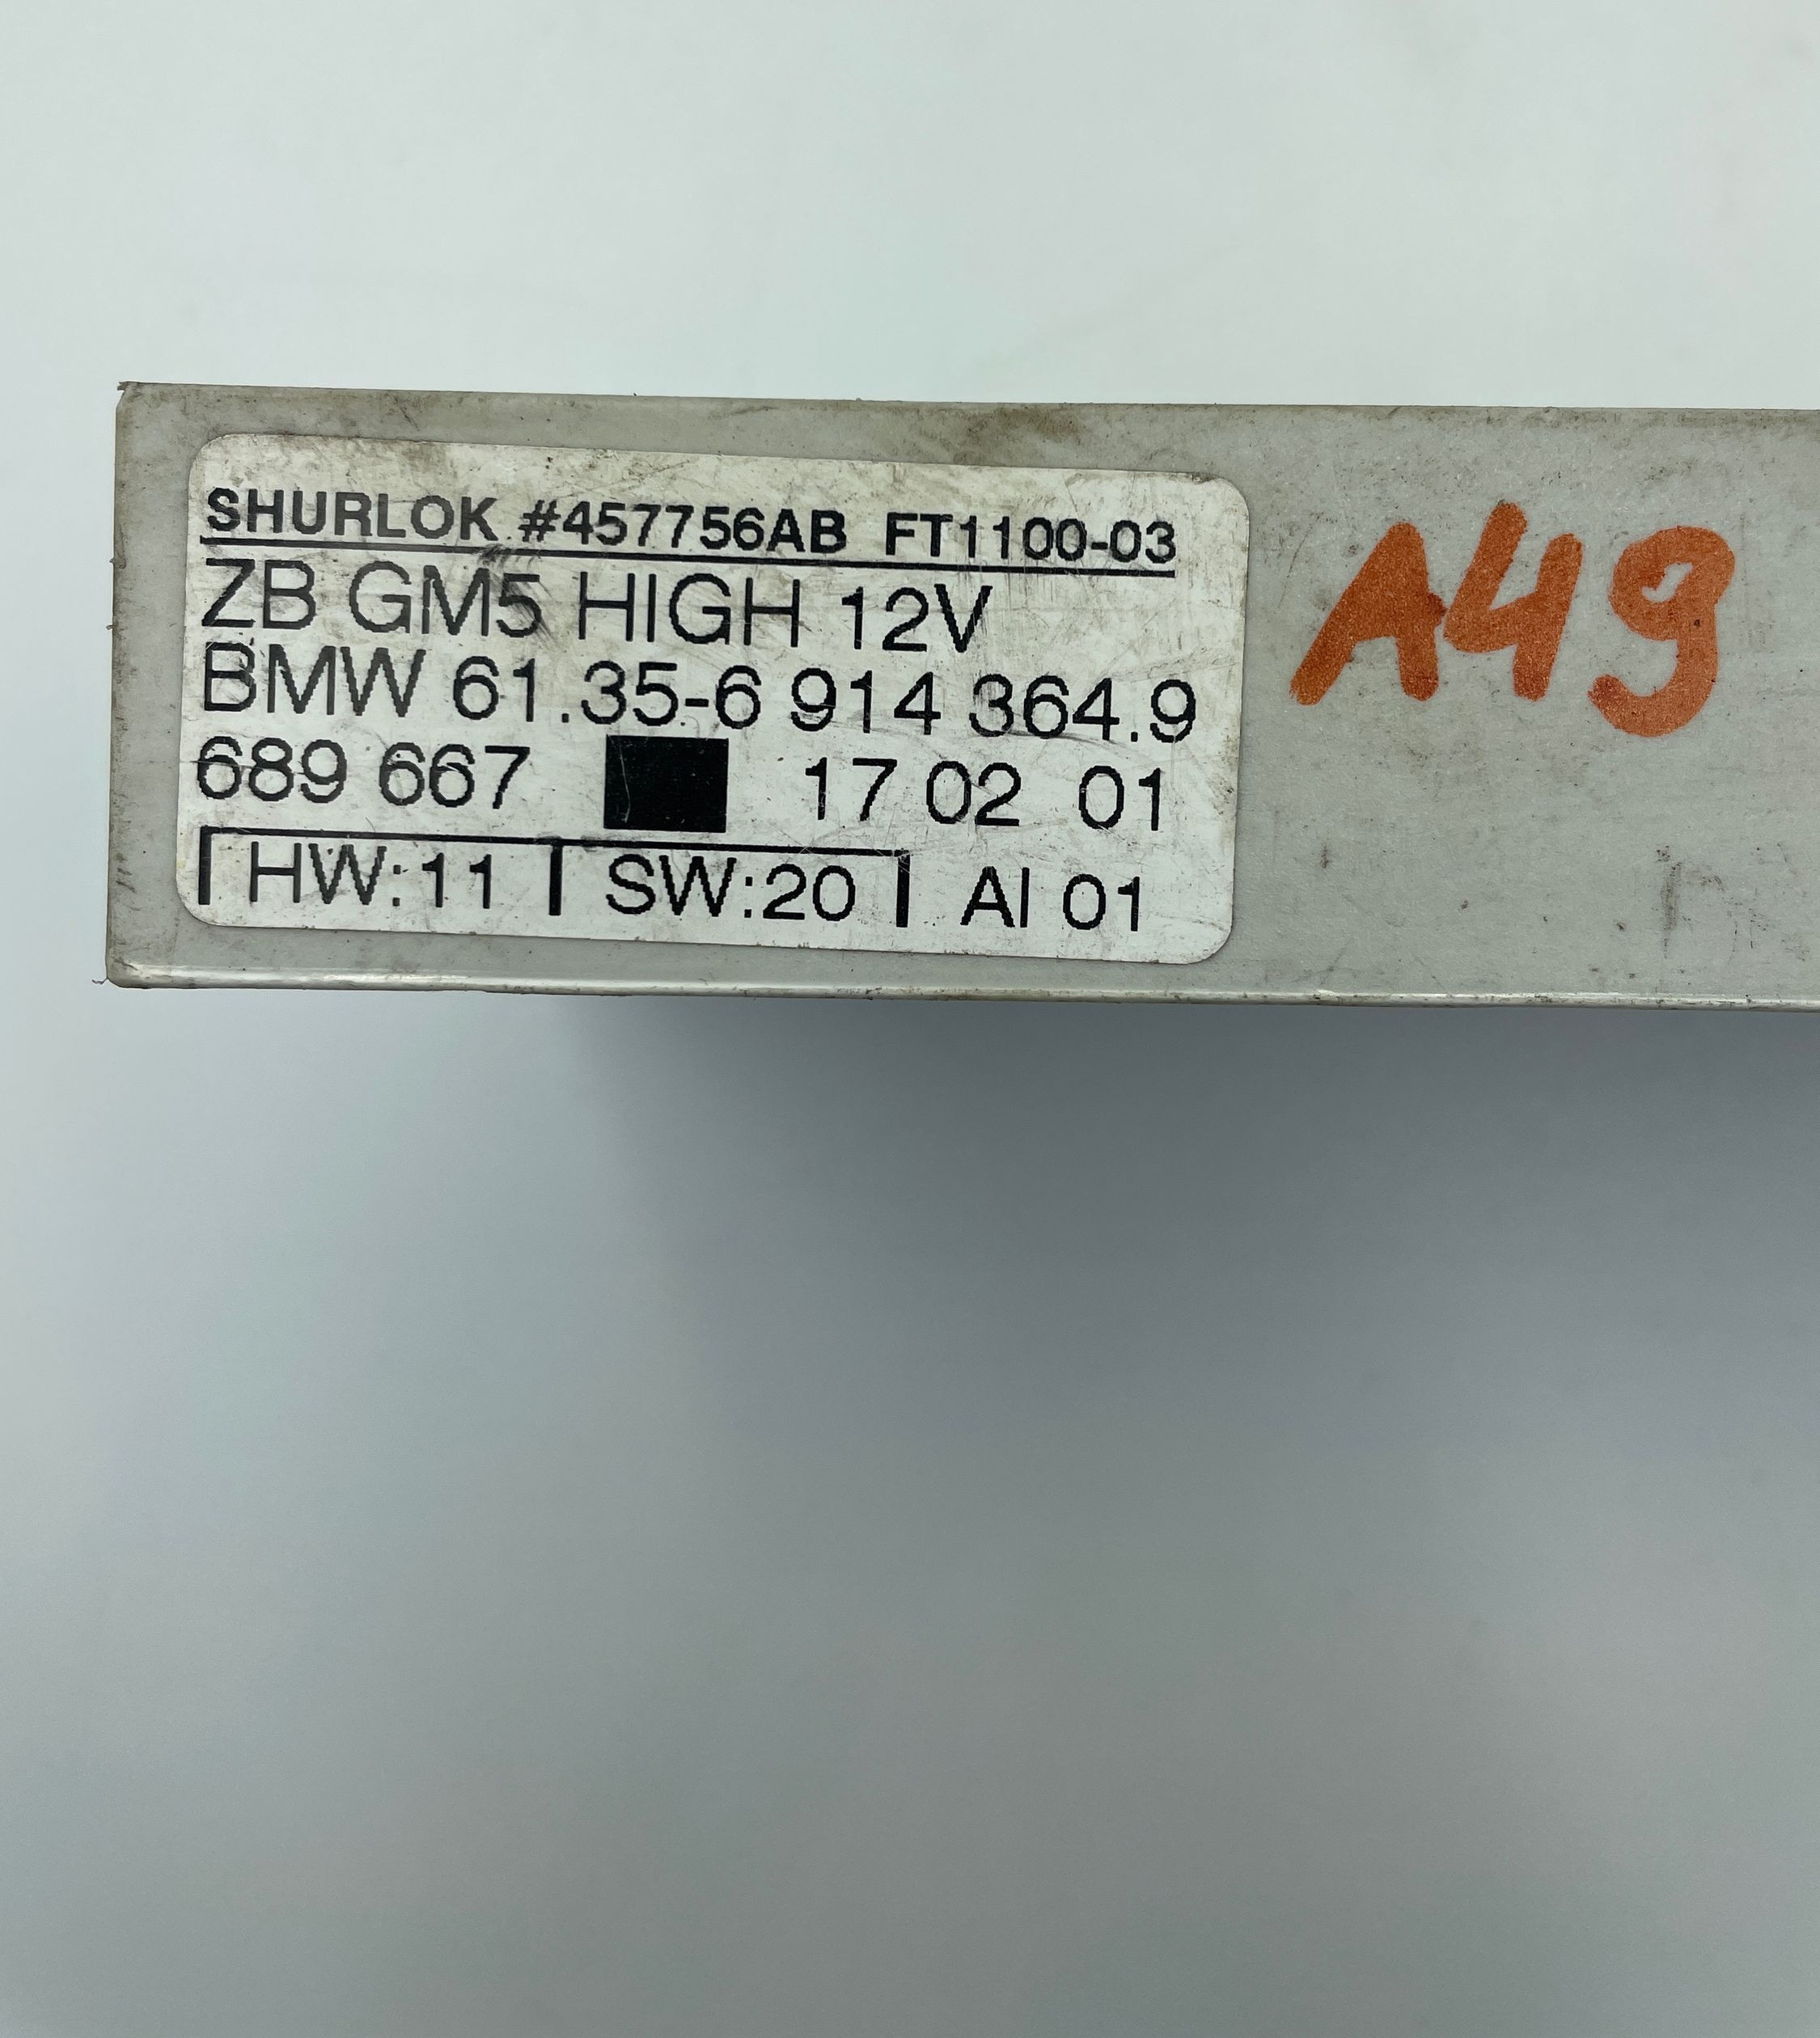 SHURLOK #457756AB FT1100-03
ZB GM5 HIGH 12V
BMW 61.35-6 914 364.9
689 667 17 02 01
HW:11 SW:20 AI 01
A49